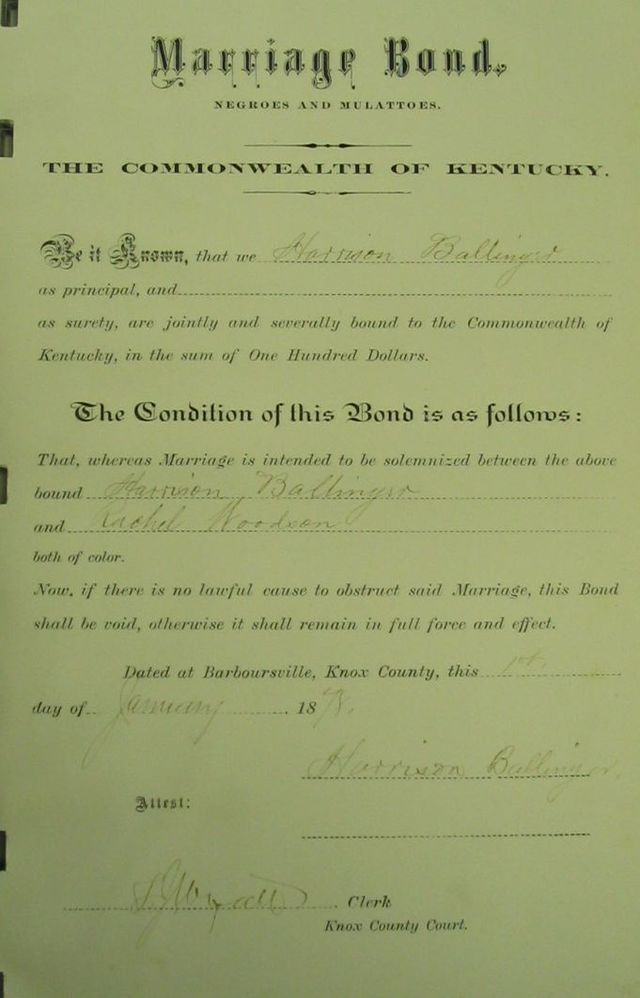 Marriage Bond.
NEGROES AND MULATTOES.
THE COMMONWEALTH OF KENTUCKY.
Be it Known, that we Harrison Ballinger
as principal, and
as surety, are jointly and severally bound to the Commonwealth of
Kentucky, in the sum of One Hundred Dollars.
The Condition of this Bond is as follows:
That, whereas Marriage is intended to be solemnized between the above
bound Harrison Ballinger
and Rachel Woodson
both of color.
Now, if there is no lawful cause to obstruct said Marriage, this Bond
shall be void, otherwise it shall remain in full force and effect.
Dated at Barboursville, Knox County, this 1st
day of January 18
Harrison Ballinger
Attest:
Clerk
Knox County Court.